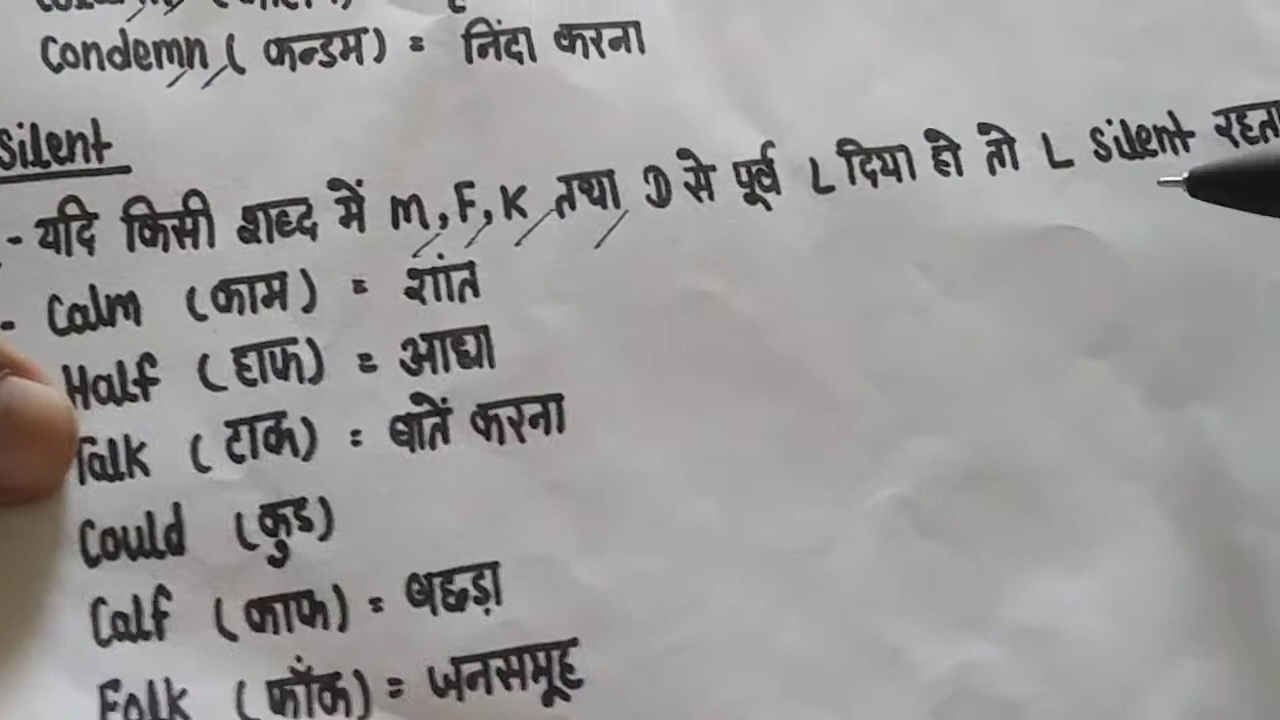 Condemn ( कन्डम ) = निंदा करना
Silent
- यदि किसी शब्द में M, F, K तथा D से पूर्व L दिया हो तो L silent रहता
- Calm ( काम ) = शांत
Half ( हाफ ) = आधा
Talk ( टाक ) = बातें करना
Could ( कुड )
Calf ( काफ ) = बछड़ा
Folk ( फॉक ) = जनसमूह